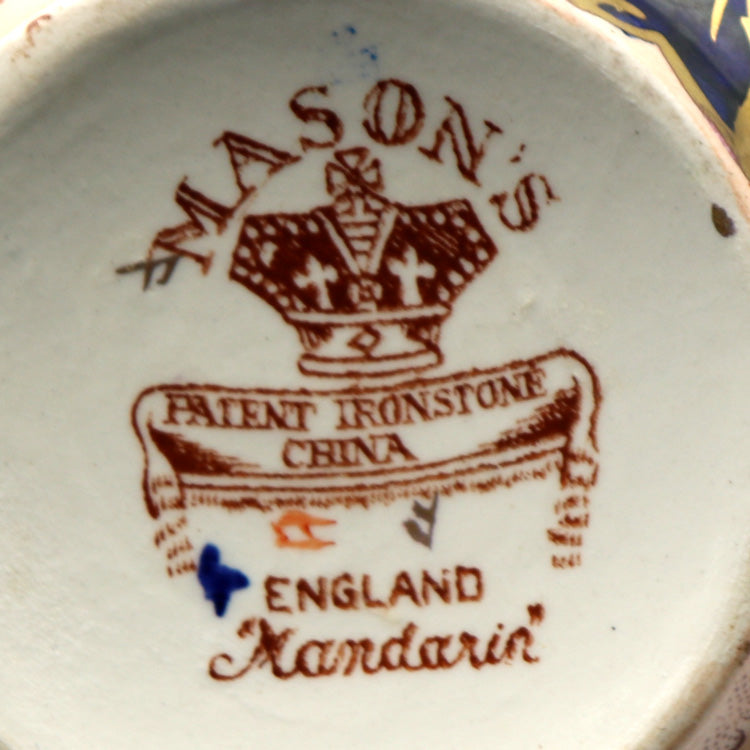 MASON'S
PATENT IRONSTONE
CHINA
ENGLAND
"Mandarin"